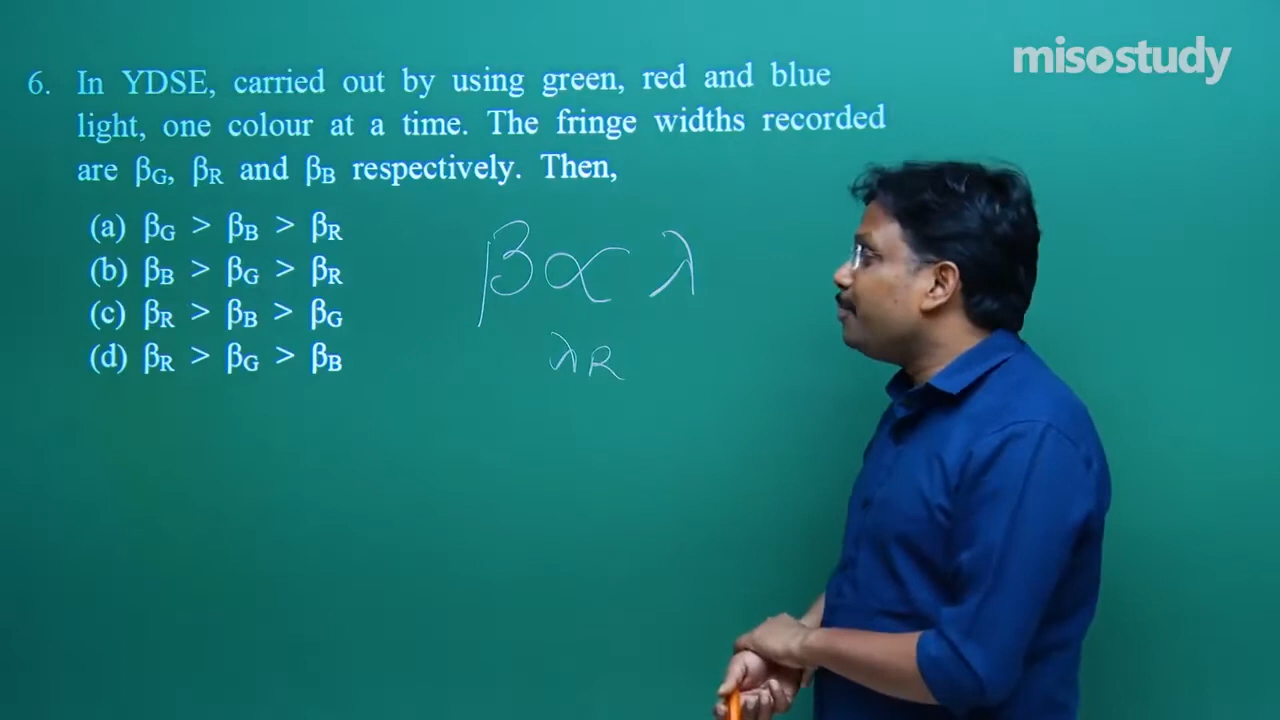 misostudy
6. In YDSE, carried out by using green, red and blue
light, one colour at a time. The fringe widths recorded
are βG, βR and βB respectively. Then,
(a) βG > βB > βR
(b) βB > βG > βR
(c) βR > βB > βG
(d) βR > βG > βB
β ∝ λ
λR